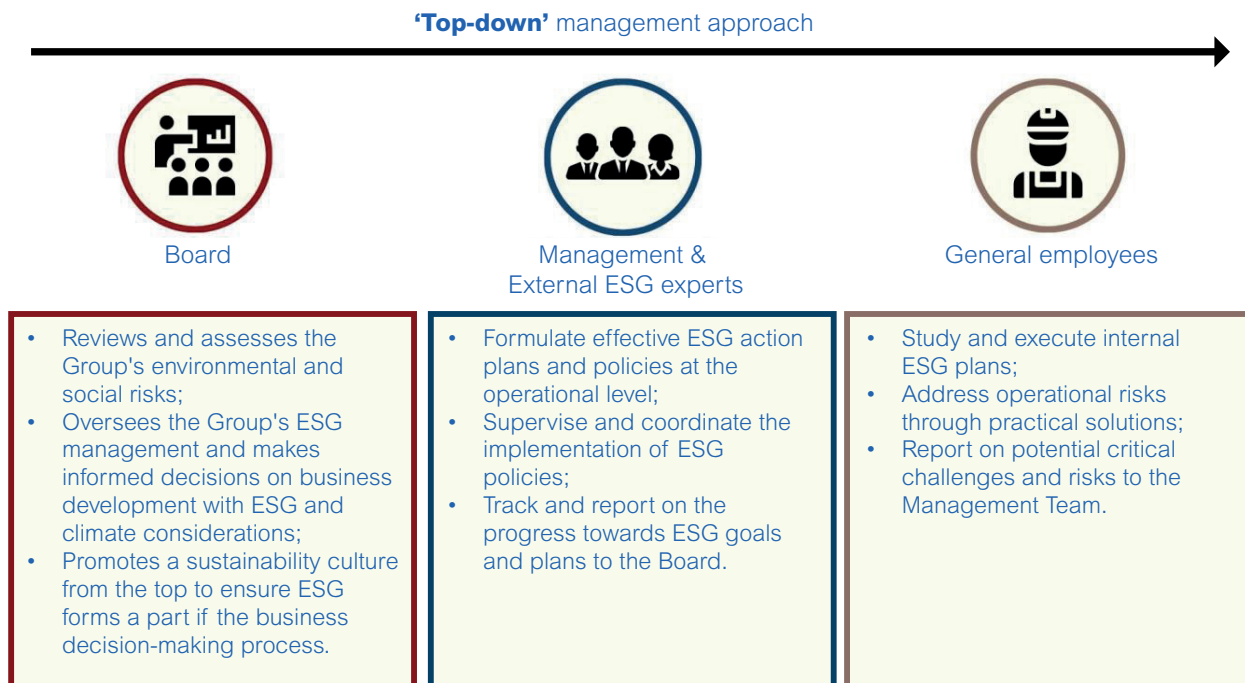 ‘Top-down’ management approach
Board
Management &
External ESG experts
General employees
• Reviews and assesses the
Group's environmental and
social risks;
• Oversees the Group's ESG
management and makes
informed decisions on business
development with ESG and
climate considerations;
• Promotes a sustainability culture
from the top to ensure ESG
forms a part if the business
decision-making process.
• Formulate effective ESG action
plans and policies at the
operational level;
• Supervise and coordinate the
implementation of ESG
policies;
• Track and report on the
progress towards ESG goals
and plans to the Board.
• Study and execute internal
ESG plans;
• Address operational risks
through practical solutions;
• Report on potential critical
challenges and risks to the
Management Team.